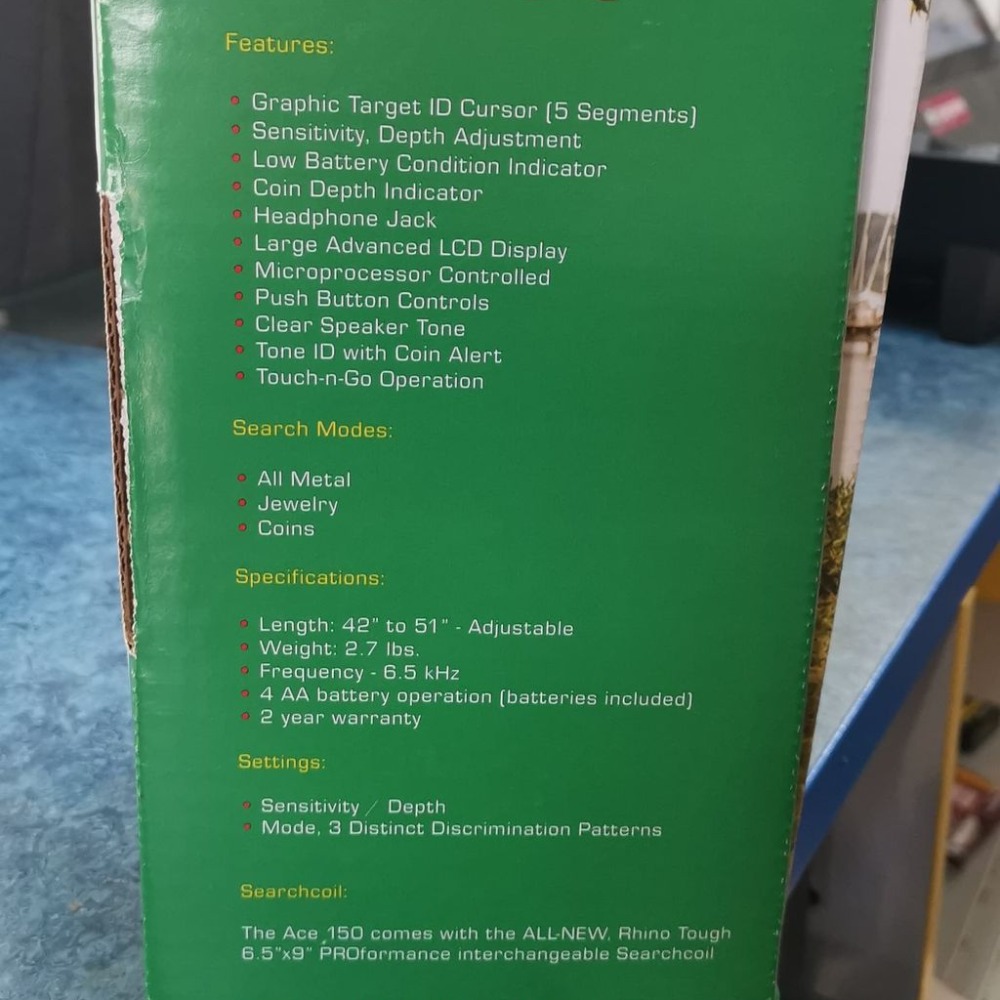 Features:
• Graphic Target ID Cursor (5 Segments)
• Sensitivity, Depth Adjustment
• Low Battery Condition Indicator
• Coin Depth Indicator
• Headphone Jack
• Large Advanced LCD Display
• Microprocessor Controlled
• Push Button Controls
• Clear Speaker Tone
• Tone ID with Coin Alert
• Touch-n-Go Operation
Search Modes:
• All Metal
• Jewelry
• Coins
Specifications:
• Length: 42" to 51" - Adjustable
• Weight: 2.7 lbs.
• Frequency - 6.5 kHz
• 4 AA battery operation (batteries included)
• 2 year warranty
Settings:
• Sensitivity / Depth
• Mode, 3 Distinct Discrimination Patterns
Searchcoil:
The Ace 150 comes with the ALL-NEW, Rhino Tough
6.5"x9" PROformance interchangeable Searchcoil